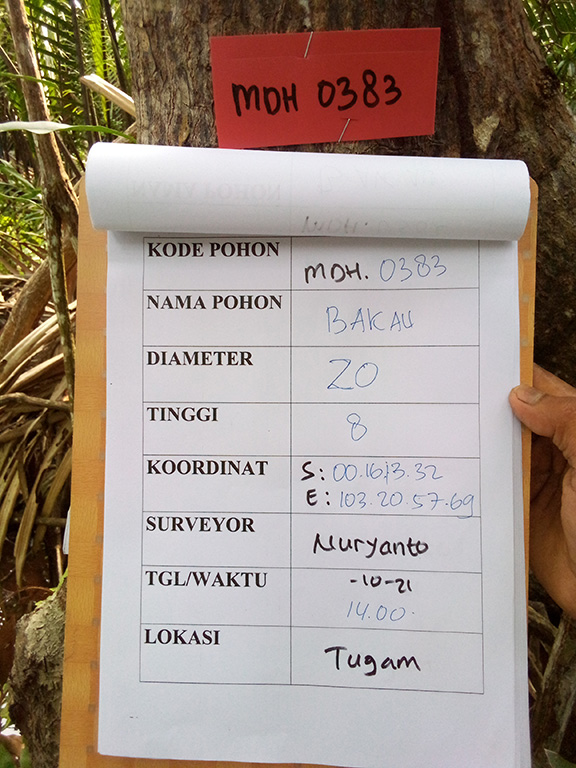 MDH 0383
KODE POHON MDH. 0383
NAMA POHON BAKAU
DIAMETER 20
TINGGI 8
KOORDINAT S: 00.16.13.32
E: 103.20.57.69
SURVEYOR Nuryanto
TGL/WAKTU -10-21
14.00.
LOKASI Tugam